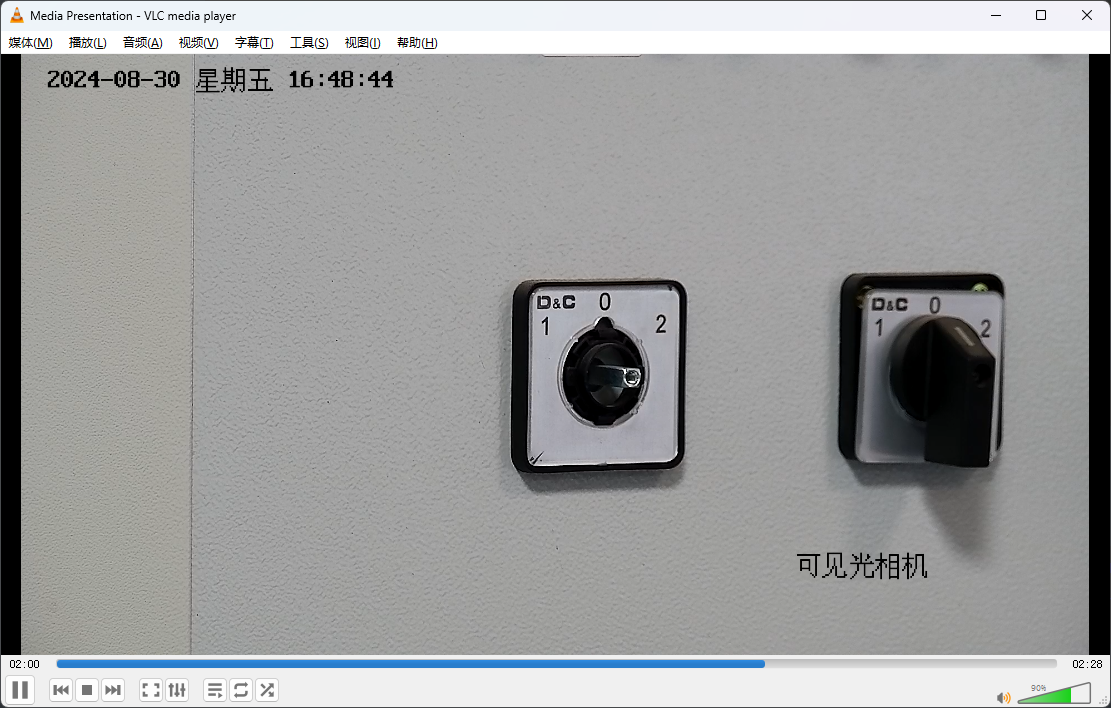 Media Presentation - VLC media player
媒体(M) 播放(L) 音频(A) 视频(V) 字幕(T) 工具(S) 视图(I) 帮助(H)
2024-08-30 星期五 16:48:44
D&C 0
1 2
D&C 0
1 2
可见光相机
02:00 02:28
90%